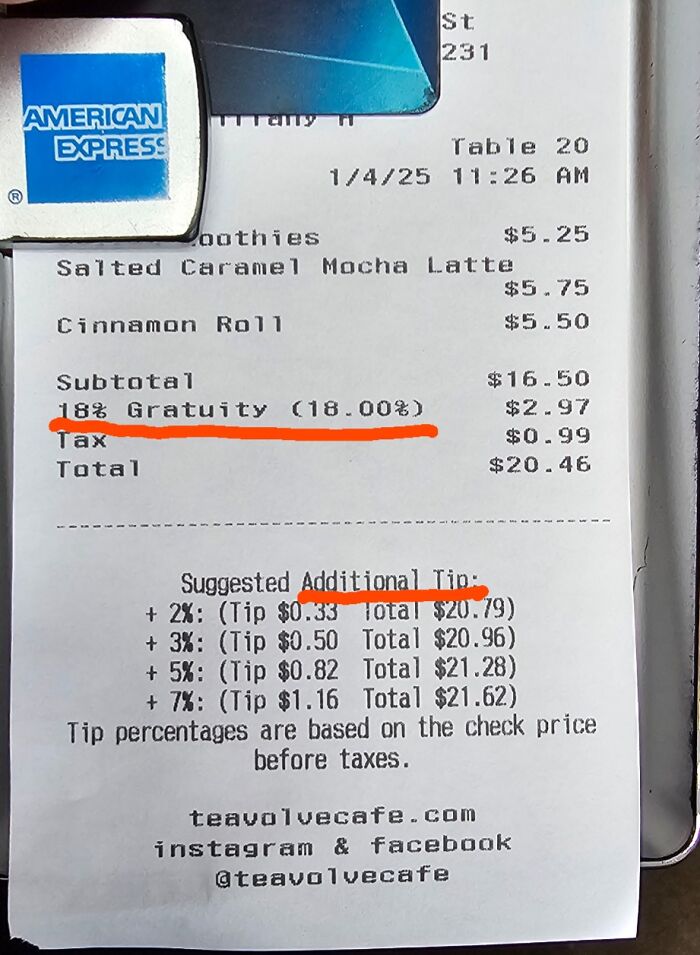 AMERICAN
EXPRESS
®
St
231
Table 20
1/4/25 11:26 AM
oothies $5.25
Salted Caramel Mocha Latte
$5.75
Cinnamon Roll $5.50
Subtotal $16.50
18% Gratuity (18.00%) $2.97
Tax $0.99
Total $20.46
Suggested Additional Tip:
+ 2%: (Tip $0.33 Total $20.79)
+ 3%: (Tip $0.50 Total $20.96)
+ 5%: (Tip $0.82 Total $21.28)
+ 7%: (Tip $1.16 Total $21.62)
Tip percentages are based on the check price
before taxes.
teavolvecafe.com
instagram & facebook
@teavolvecafe